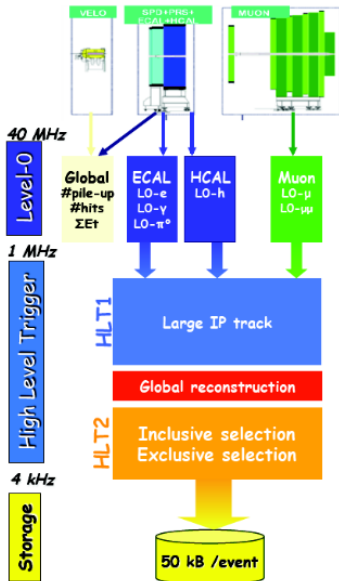 VELO
SPD+PRS+
ECAL+HCAL
MUON
40 MHz
Level-0
Global
#pile-up
#hits
ΣEt
ECAL
L0-e
L0-γ
L0-π°
HCAL
L0-h
Muon
L0-μ
L0-μμ
1 MHz
High Level Trigger
HLT1
Large IP track
Global reconstruction
HLT2
Inclusive selection
Exclusive selection
4 kHz
Storage
50 kB /event